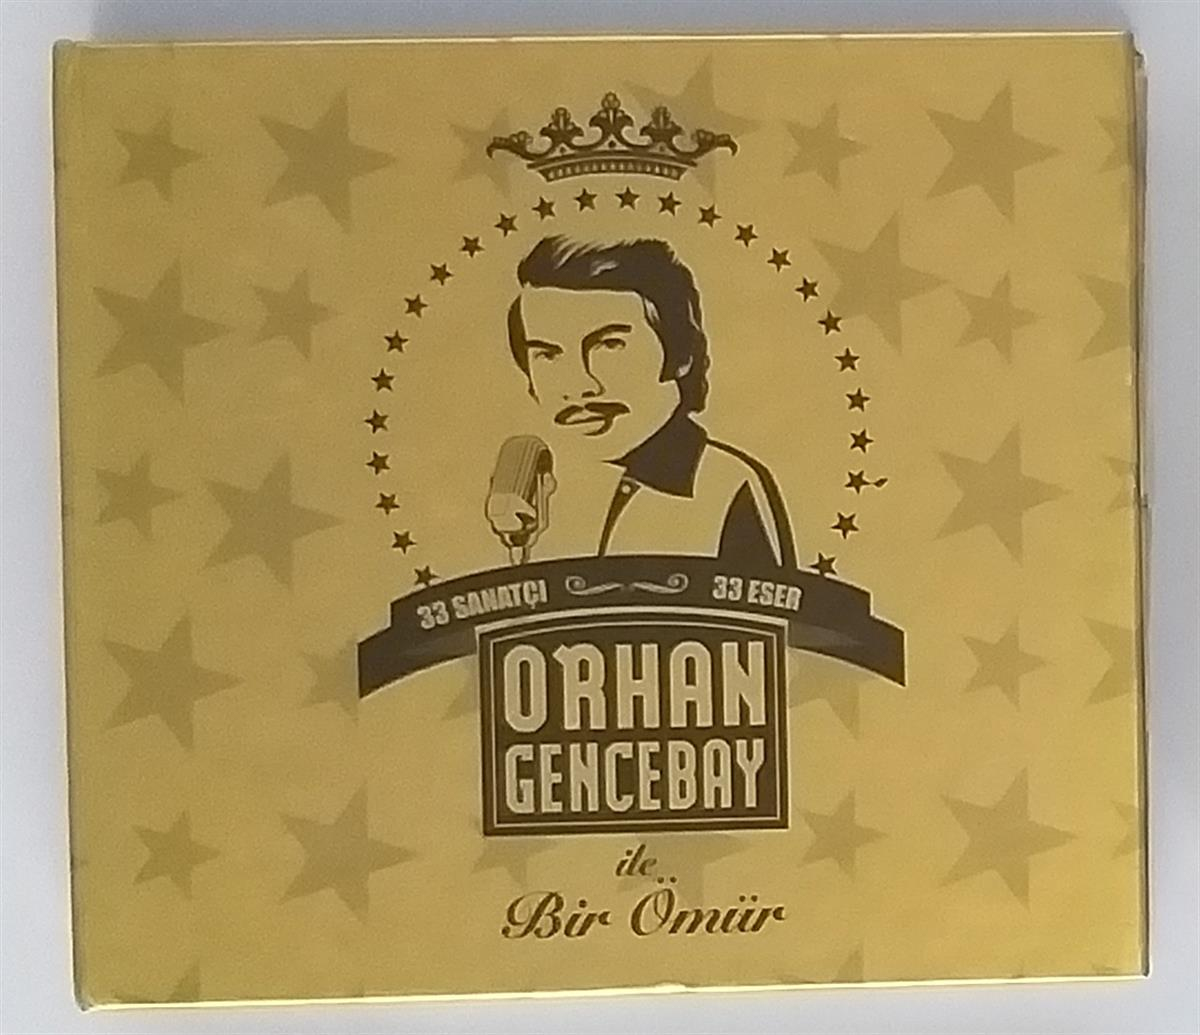 33 SANATÇI 33 ESER
ORHAN
GENCEBAY
ile
Bir Ömür